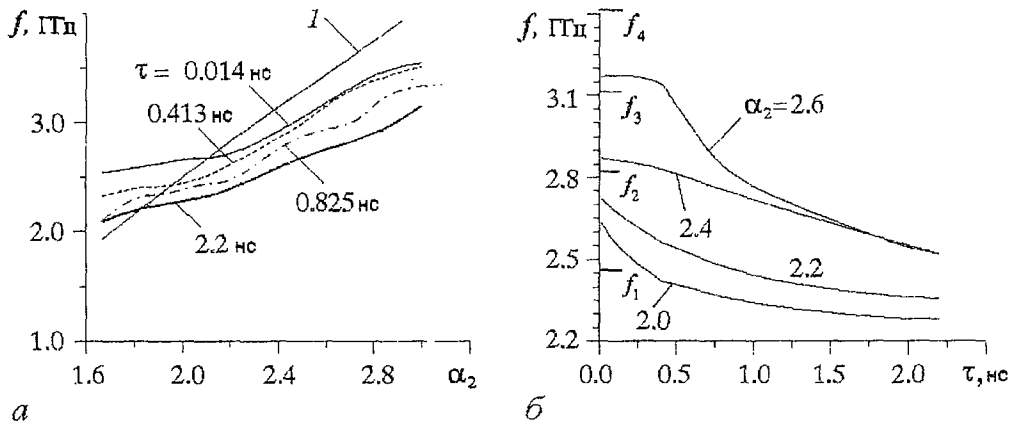 f, ГГц
1
τ = 0.014 нс
0.413 нс
0.825 нс
2.2 нс
3.0
2.0
1.0
1.6
2.0
2.4
2.8
α2
а
f, ГГц
f4
3.1
f3
α2=2.6
2.8
f2
2.4
2.5
f1
2.2
2.0
2.2
0.0
0.5
1.0
1.5
2.0
τ, нс
б